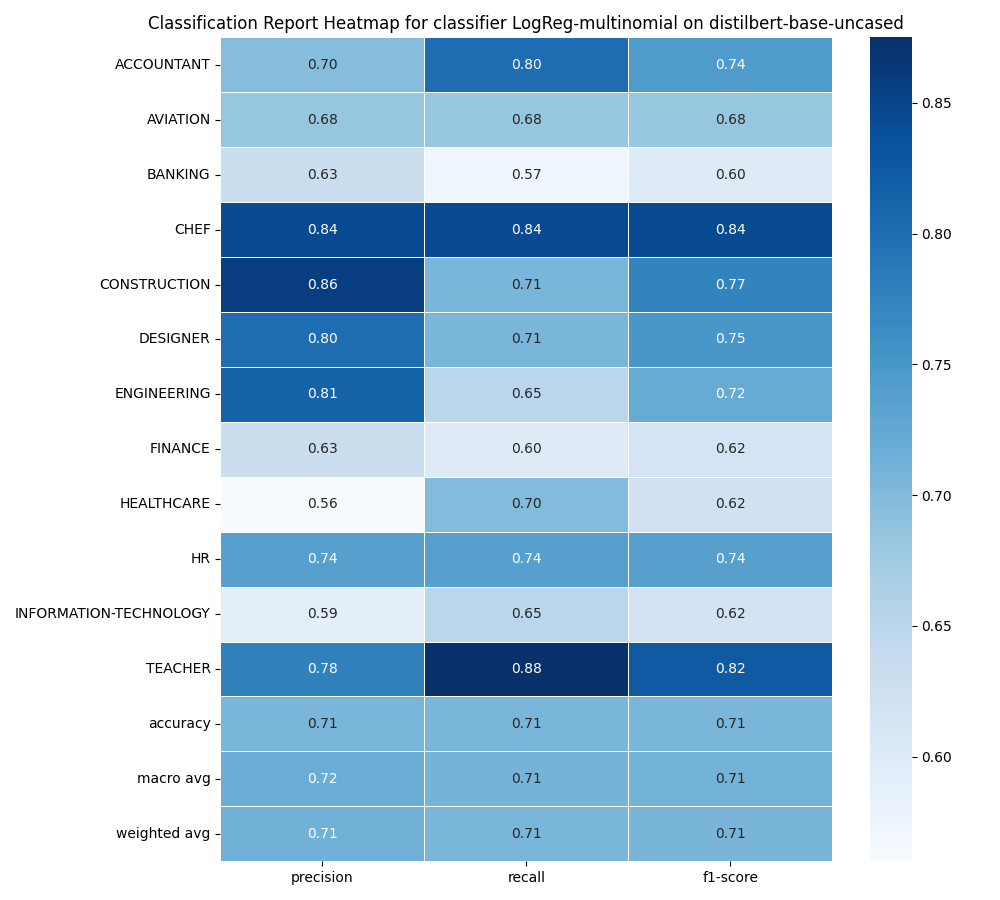 Classification Report Heatmap for classifier LogReg-multinomial on distilbert-base-uncased
ACCOUNTANT 0.70 0.80 0.74
AVIATION 0.68 0.68 0.68
BANKING 0.63 0.57 0.60
CHEF 0.84 0.84 0.84
CONSTRUCTION 0.86 0.71 0.77
DESIGNER 0.80 0.71 0.75
ENGINEERING 0.81 0.65 0.72
FINANCE 0.63 0.60 0.62
HEALTHCARE 0.56 0.70 0.62
HR 0.74 0.74 0.74
INFORMATION-TECHNOLOGY 0.59 0.65 0.62
TEACHER 0.78 0.88 0.82
accuracy 0.71 0.71 0.71
macro avg 0.72 0.71 0.71
weighted avg 0.71 0.71 0.71
precision recall f1-score
0.85
0.80
0.75
0.70
0.65
0.60